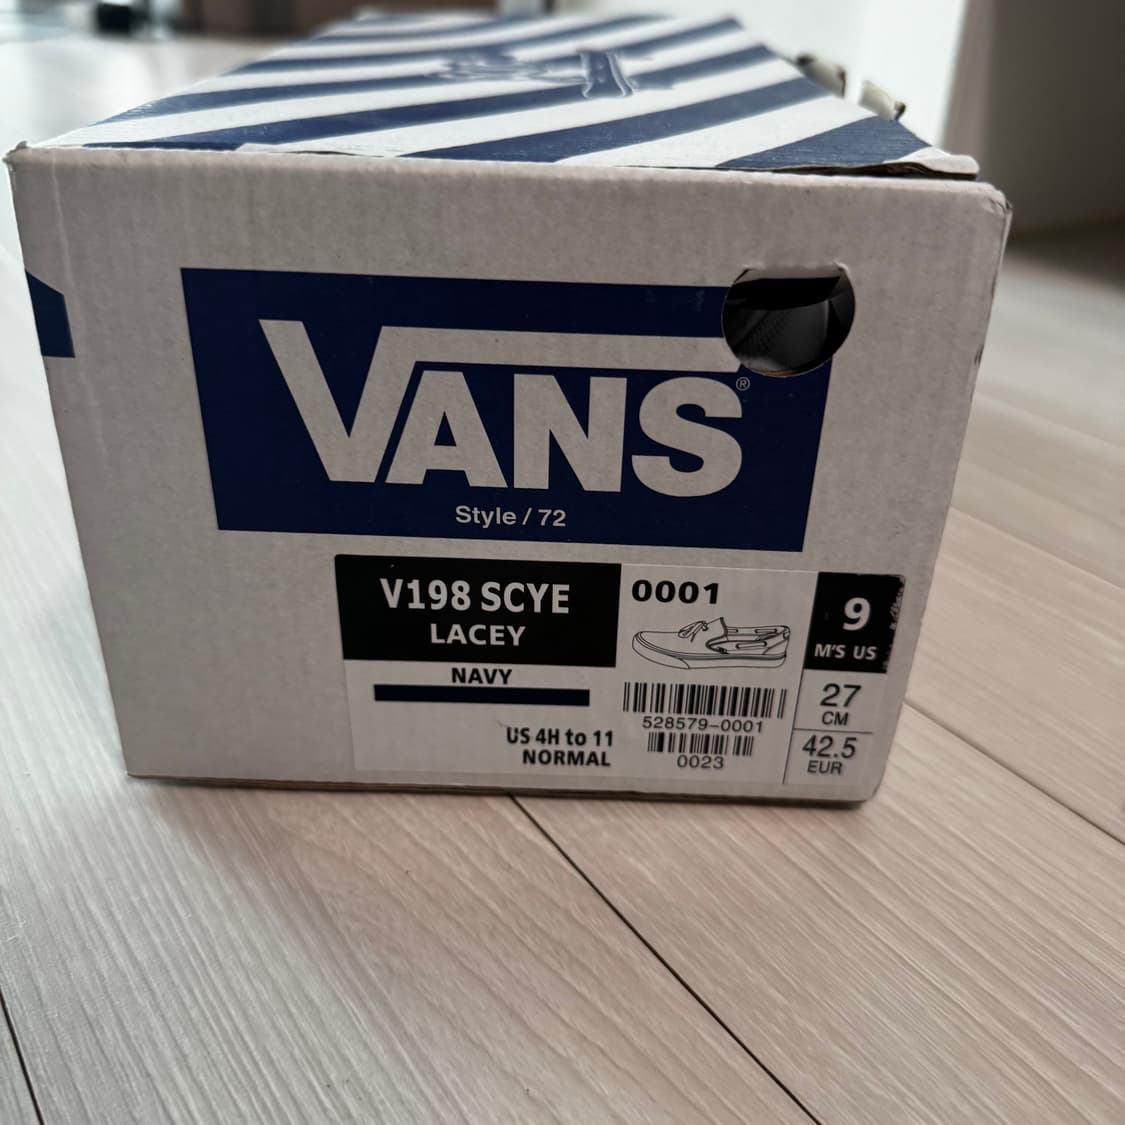 VANS®
Style / 72
V198 SCYE
LACEY
NAVY
US 4H to 11
NORMAL
0001
528579-0001
0023
9
M'S US
27
CM
42.5
EUR